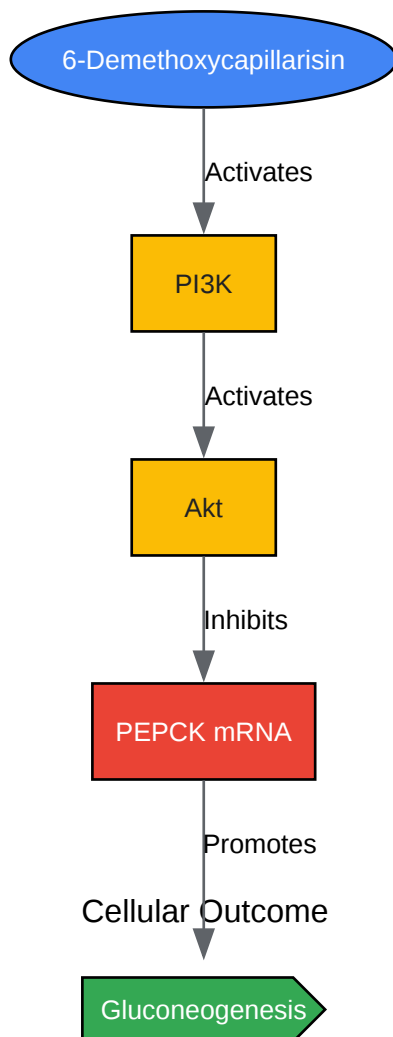 6-Demethoxycapillarisin
Activates
PI3K
Activates
Akt
Inhibits
PEPCK mRNA
Promotes
Cellular Outcome
Gluconeogenesis